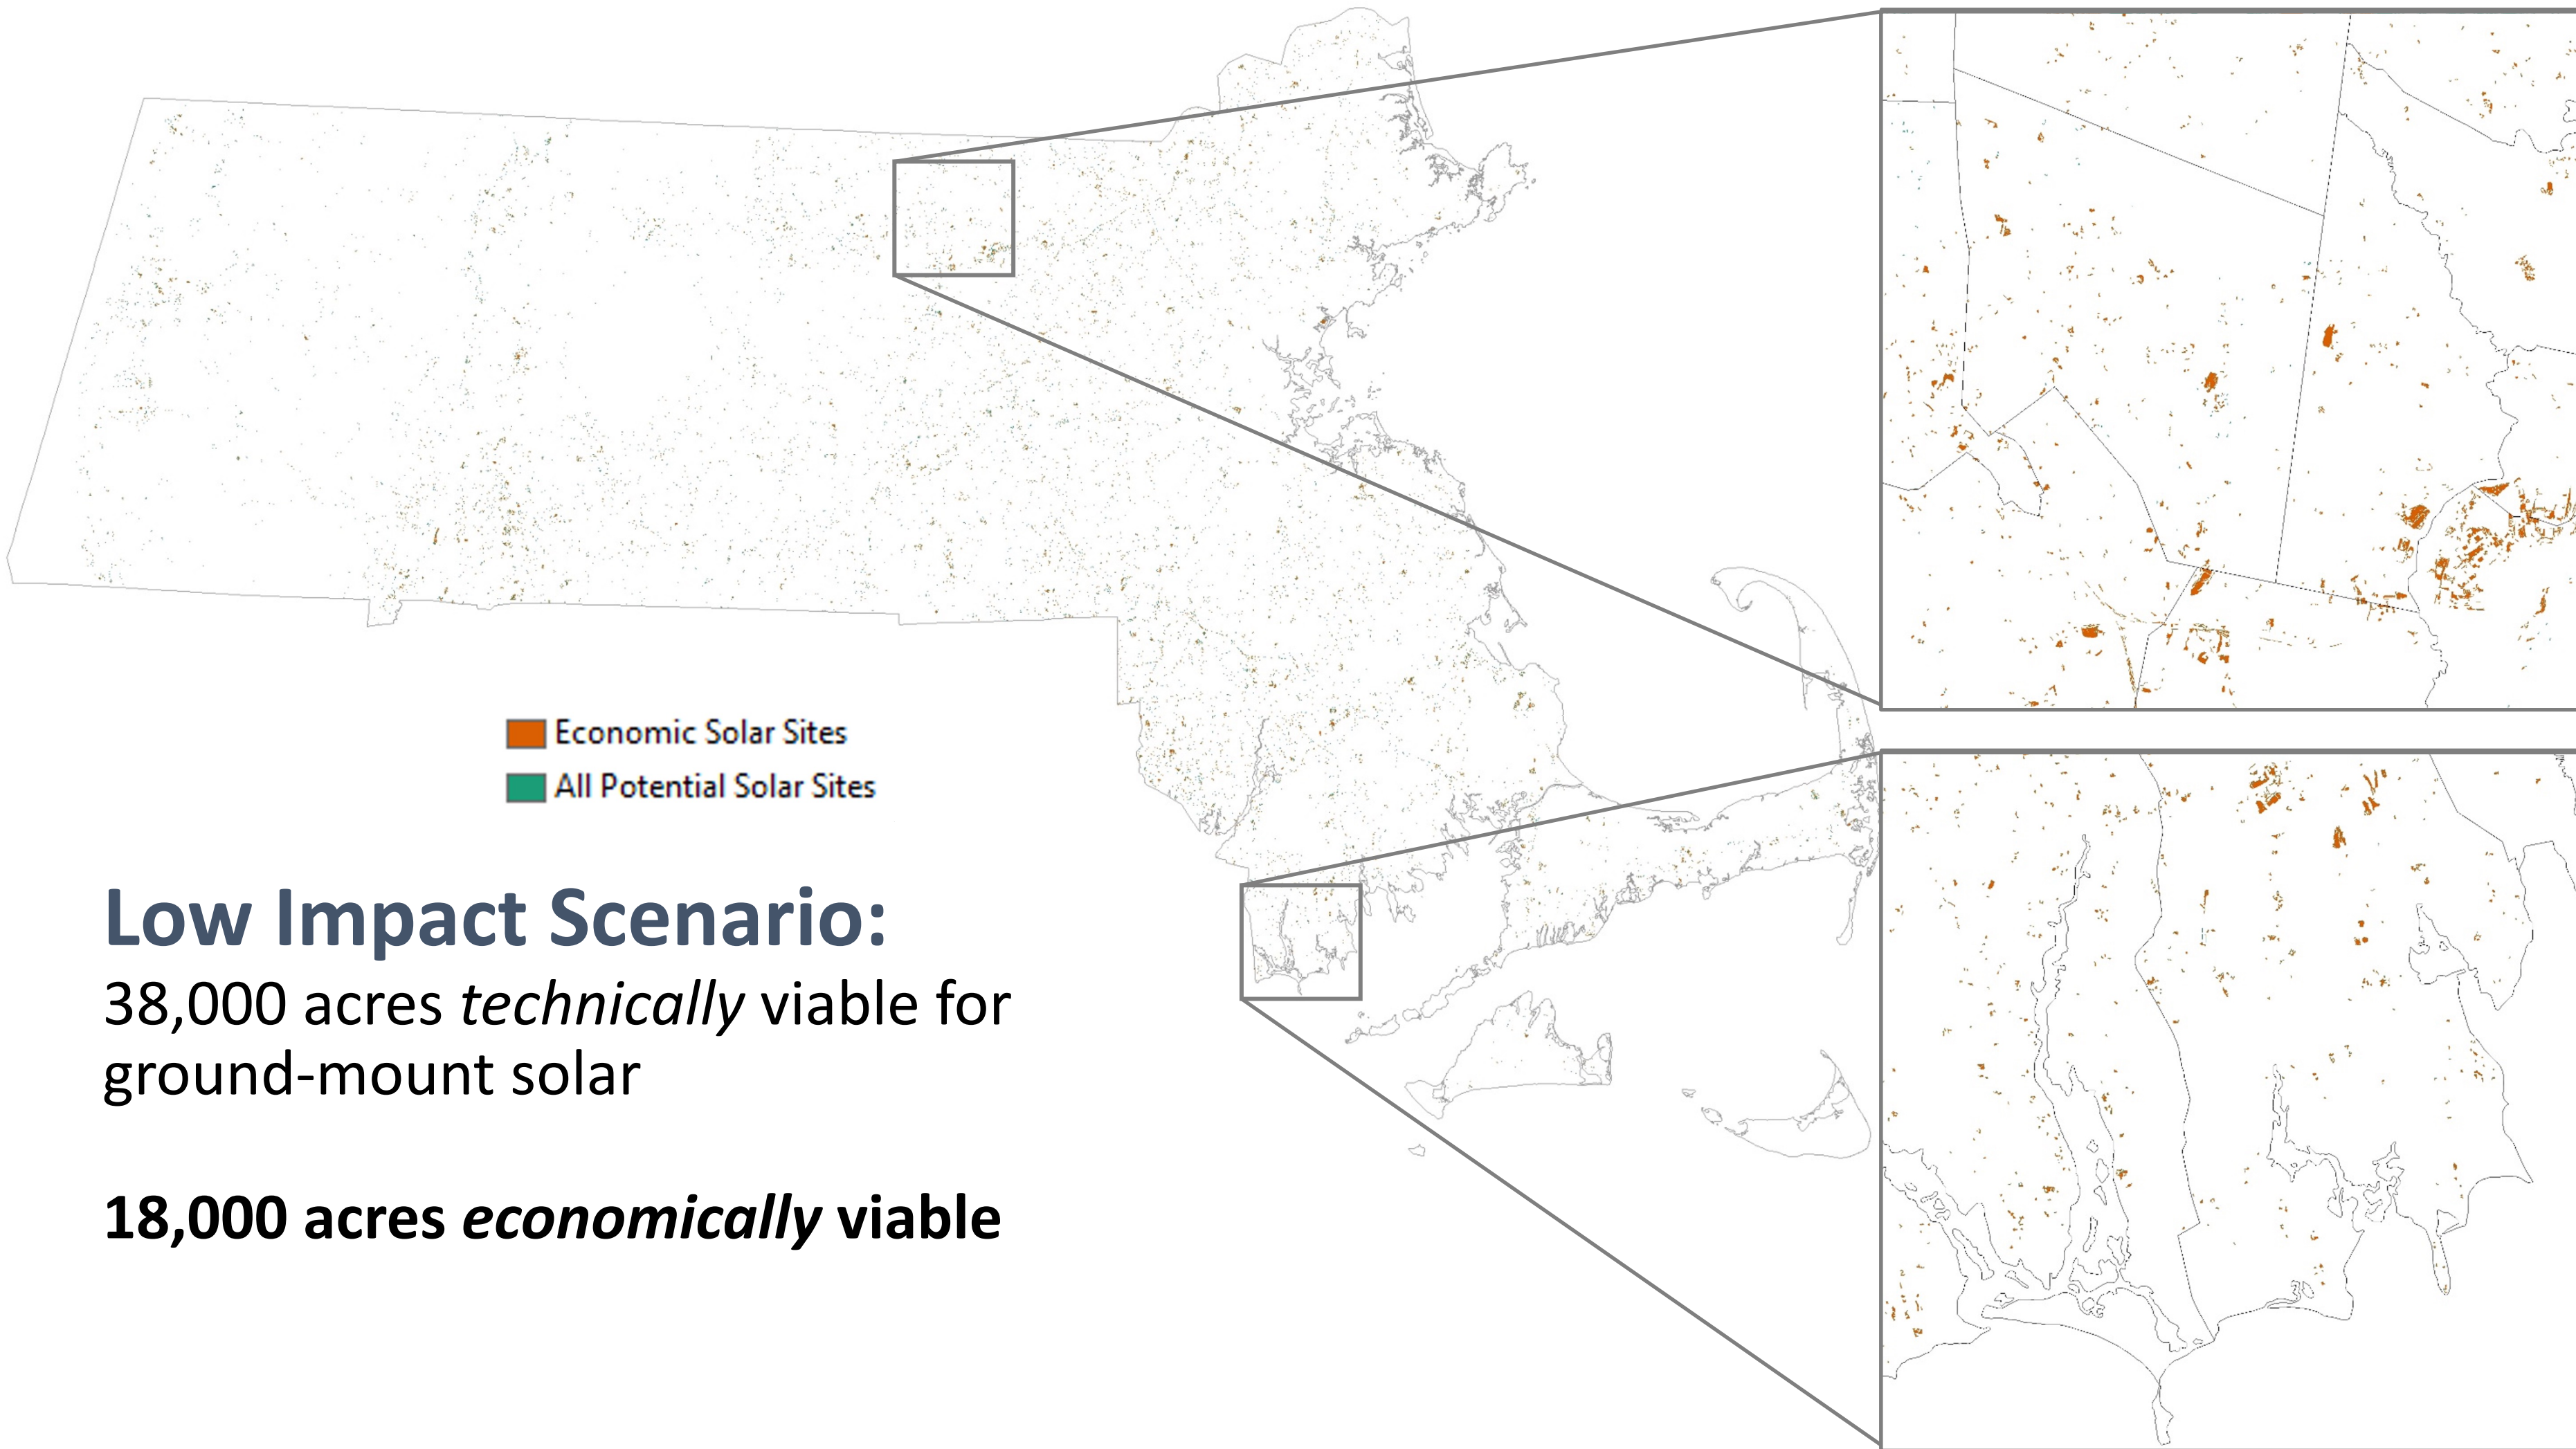 Economic Solar Sites
All Potential Solar Sites
Low Impact Scenario:
38,000 acres technically viable for
ground-mount solar
18,000 acres economically viable